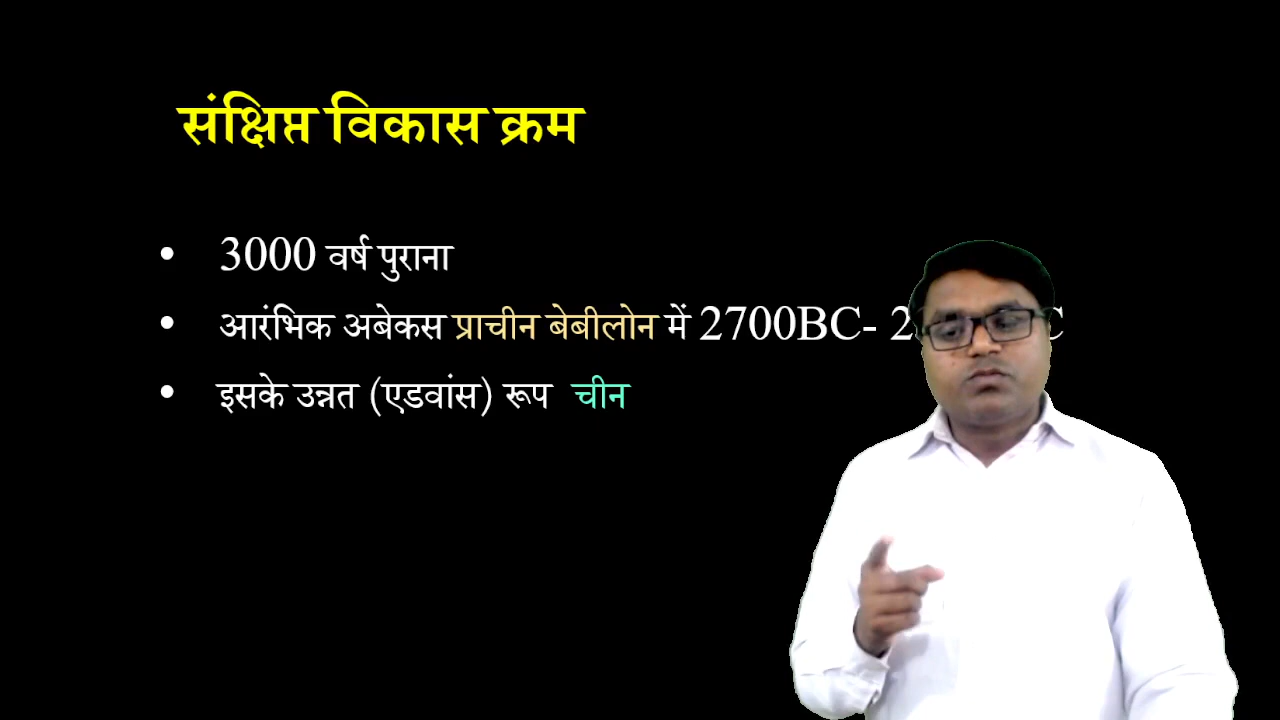 संक्षिप्त विकास क्रम
• 3000 वर्ष पुराना
• आरंभिक अबेकस प्राचीन बेबीलोन में 2700BC-
• इसके उन्नत (एडवांस) रूप चीन